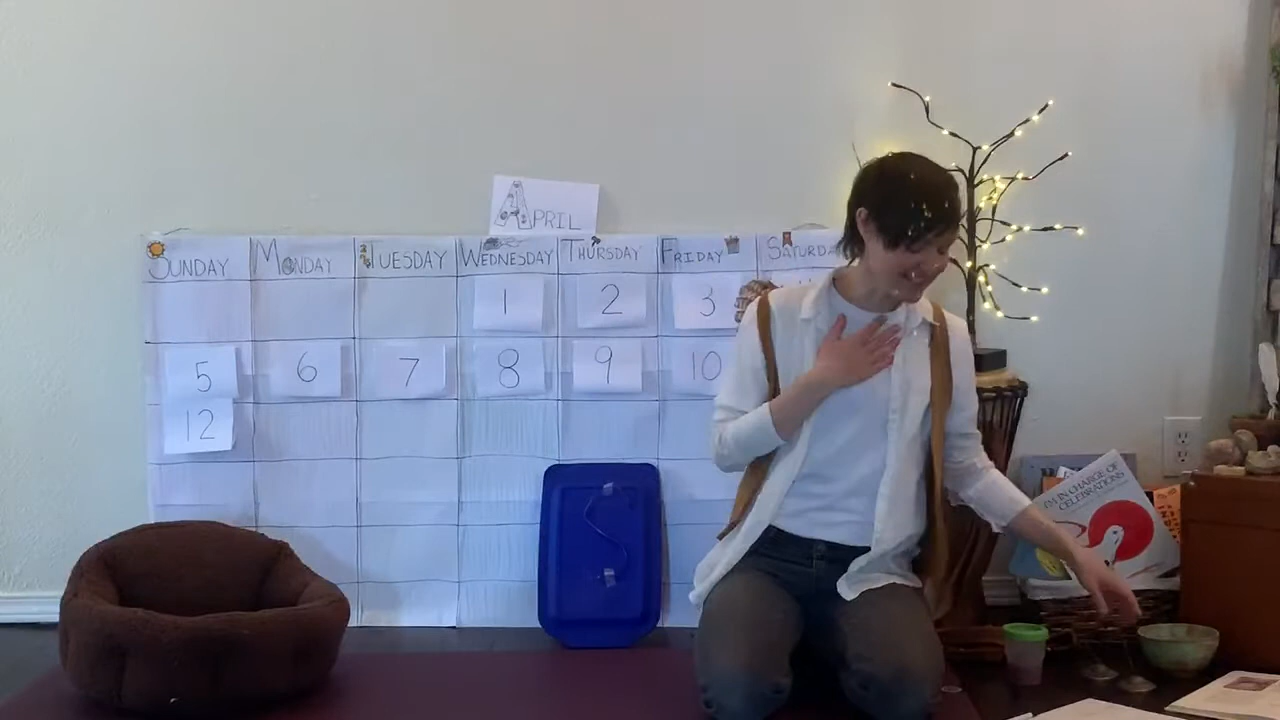 APRIL
SUNDAY MONDAY TUESDAY WEDNESDAY THURSDAY FRIDAY
1 2 3
5 6 7 8 9 10
12
I'M IN CHARGE OF
CELEBRATIONS